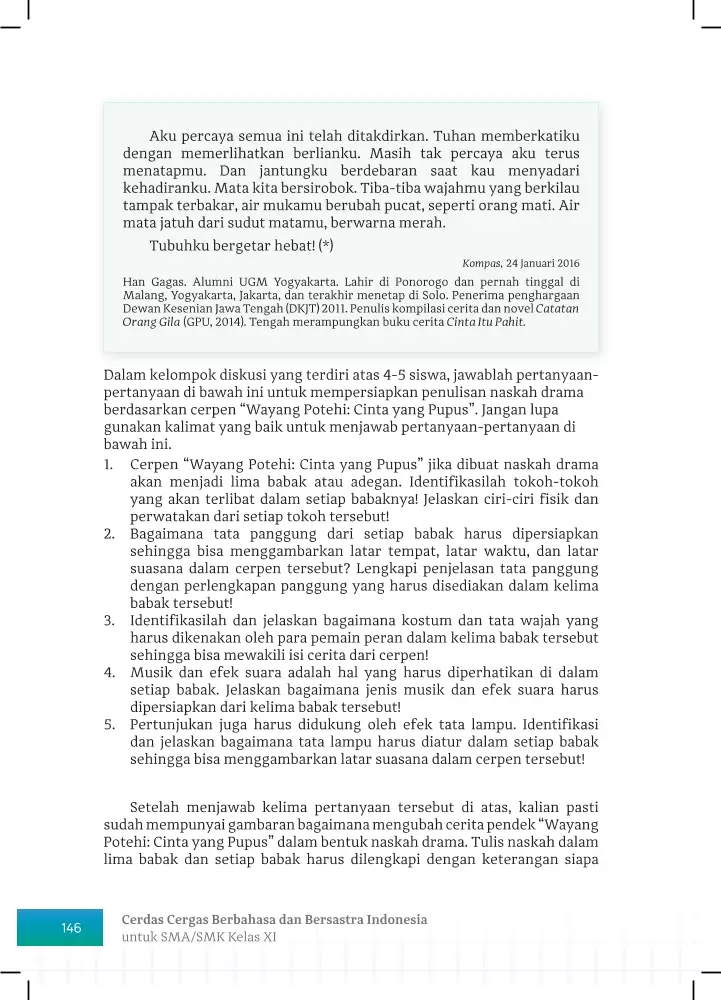 Aku percaya semua ini telah ditakdirkan. Tuhan memberkatiku
dengan memerlihatkan berlianku. Masih tak percaya aku terus
menatapmu. Dan jantungku berdebaran saat kau menyadari
kehadiranku. Mata kita bersirobok. Tiba-tiba wajahmu yang berkilau
tampak terbakar, air mukamu berubah pucat, seperti orang mati. Air
mata jatuh dari sudut matamu, berwarna merah.
Tubuhku bergetar hebat! (*)
Kompas, 24 Januari 2016
Han Gagas. Alumni UGM Yogyakarta. Lahir di Ponorogo dan pernah tinggal di
Malang, Yogyakarta, Jakarta, dan terakhir menetap di Solo. Penerima penghargaan
Dewan Kesenian Jawa Tengah (DKJT) 2011. Penulis kompilasi cerita dan novel Catatan
Orang Gila (GPU, 2014). Tengah merampungkan buku cerita Cinta Itu Pahit.
Dalam kelompok diskusi yang terdiri atas 4-5 siswa, jawablah pertanyaan-
pertanyaan di bawah ini untuk mempersiapkan penulisan naskah drama
berdasarkan cerpen “Wayang Potehi: Cinta yang Pupus”. Jangan lupa
gunakan kalimat yang baik untuk menjawab pertanyaan-pertanyaan di
bawah ini.
1. Cerpen “Wayang Potehi: Cinta yang Pupus” jika dibuat naskah drama
akan menjadi lima babak atau adegan. Identifikasilah tokoh-tokoh
yang akan terlibat dalam setiap babaknya! Jelaskan ciri-ciri fisik dan
perwatakan dari setiap tokoh tersebut!
2. Bagaimana tata panggung dari setiap babak harus dipersiapkan
sehingga bisa menggambarkan latar tempat, latar waktu, dan latar
suasana dalam cerpen tersebut? Lengkapi penjelasan tata panggung
dengan perlengkapan panggung yang harus disediakan dalam kelima
babak tersebut!
3. Identifikasilah dan jelaskan bagaimana kostum dan tata wajah yang
harus dikenakan oleh para pemain peran dalam kelima babak tersebut
sehingga bisa mewakili isi cerita dari cerpen!
4. Musik dan efek suara adalah hal yang harus diperhatikan di dalam
setiap babak. Jelaskan bagaimana jenis musik dan efek suara harus
dipersiapkan dari kelima babak tersebut!
5. Pertunjukan juga harus didukung oleh efek tata lampu. Identifikasi
dan jelaskan bagaimana tata lampu harus diatur dalam setiap babak
sehingga bisa menggambarkan latar suasana dalam cerpen tersebut!
Setelah menjawab kelima pertanyaan tersebut di atas, kalian pasti
sudah mempunyai gambaran bagaimana mengubah cerita pendek “Wayang
Potehi: Cinta yang Pupus” dalam bentuk naskah drama. Tulis naskah dalam
lima babak dan setiap babak harus dilengkapi dengan keterangan siapa
146
Cerdas Cergas Berbahasa dan Bersastra Indonesia
untuk SMA/SMK Kelas XI